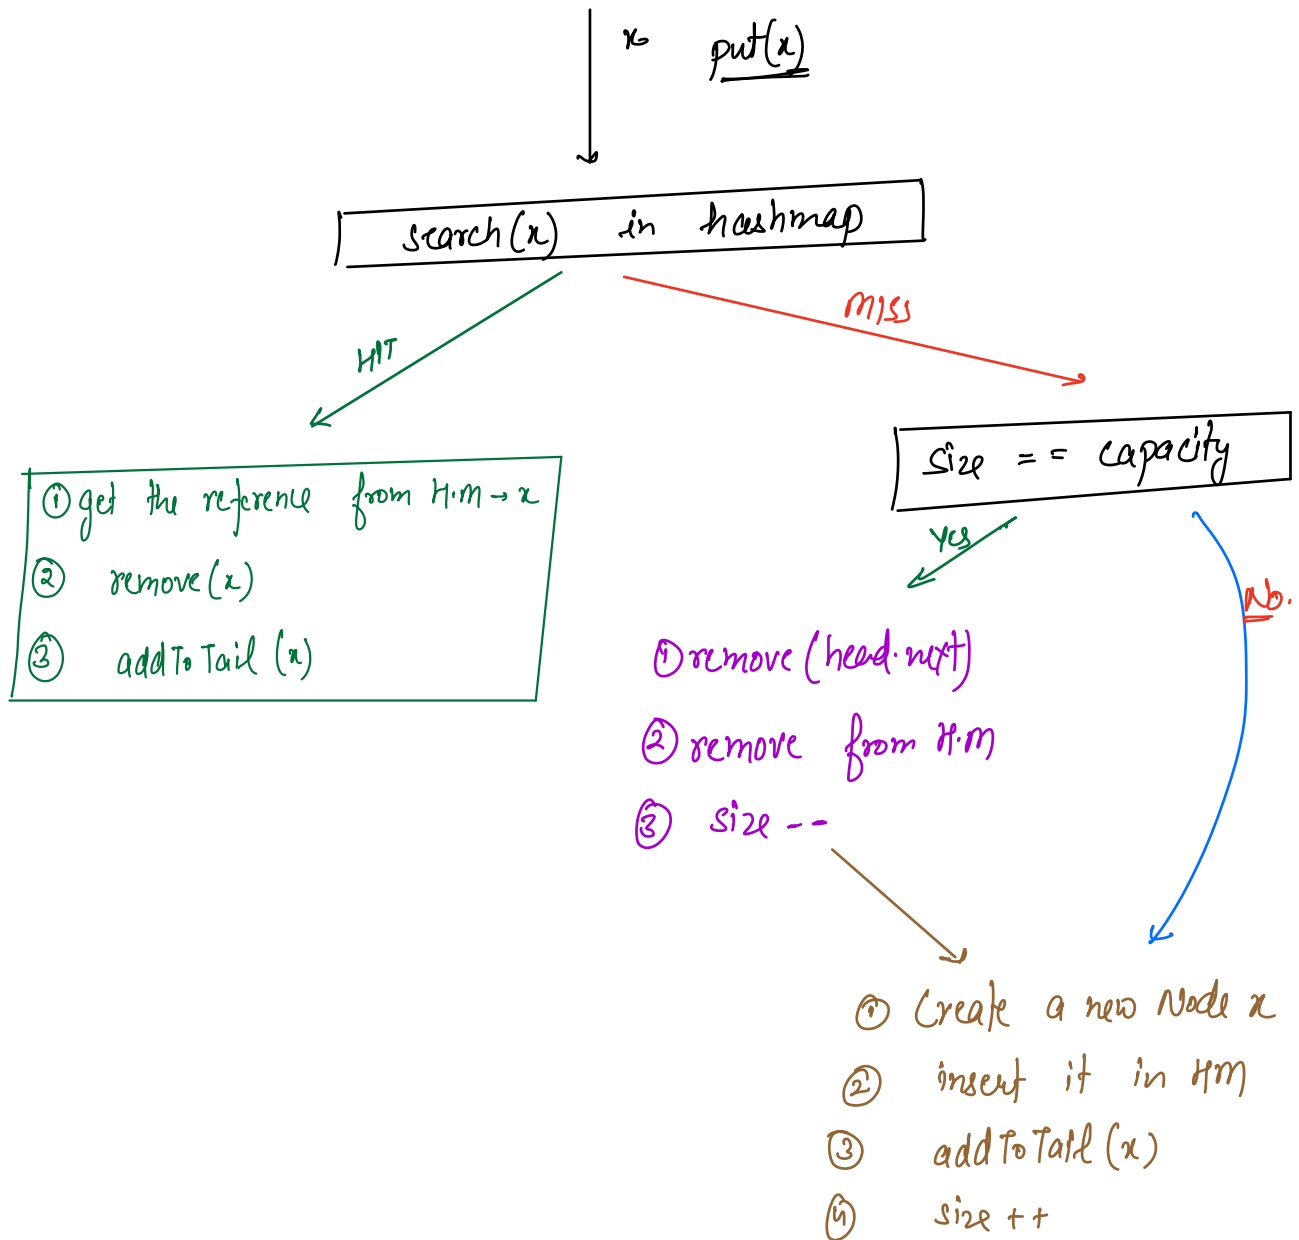 x put(x)
search(x) in hashmap
HIT
MISS
size == capacity
① get the reference from H.M → x
② remove(x)
③ addToTail(x)
Yes
No.
① remove(head.next)
② remove from H.M
③ size --
① Create a new Node x
② insert it in HM
③ addToTail(x)
④ size ++